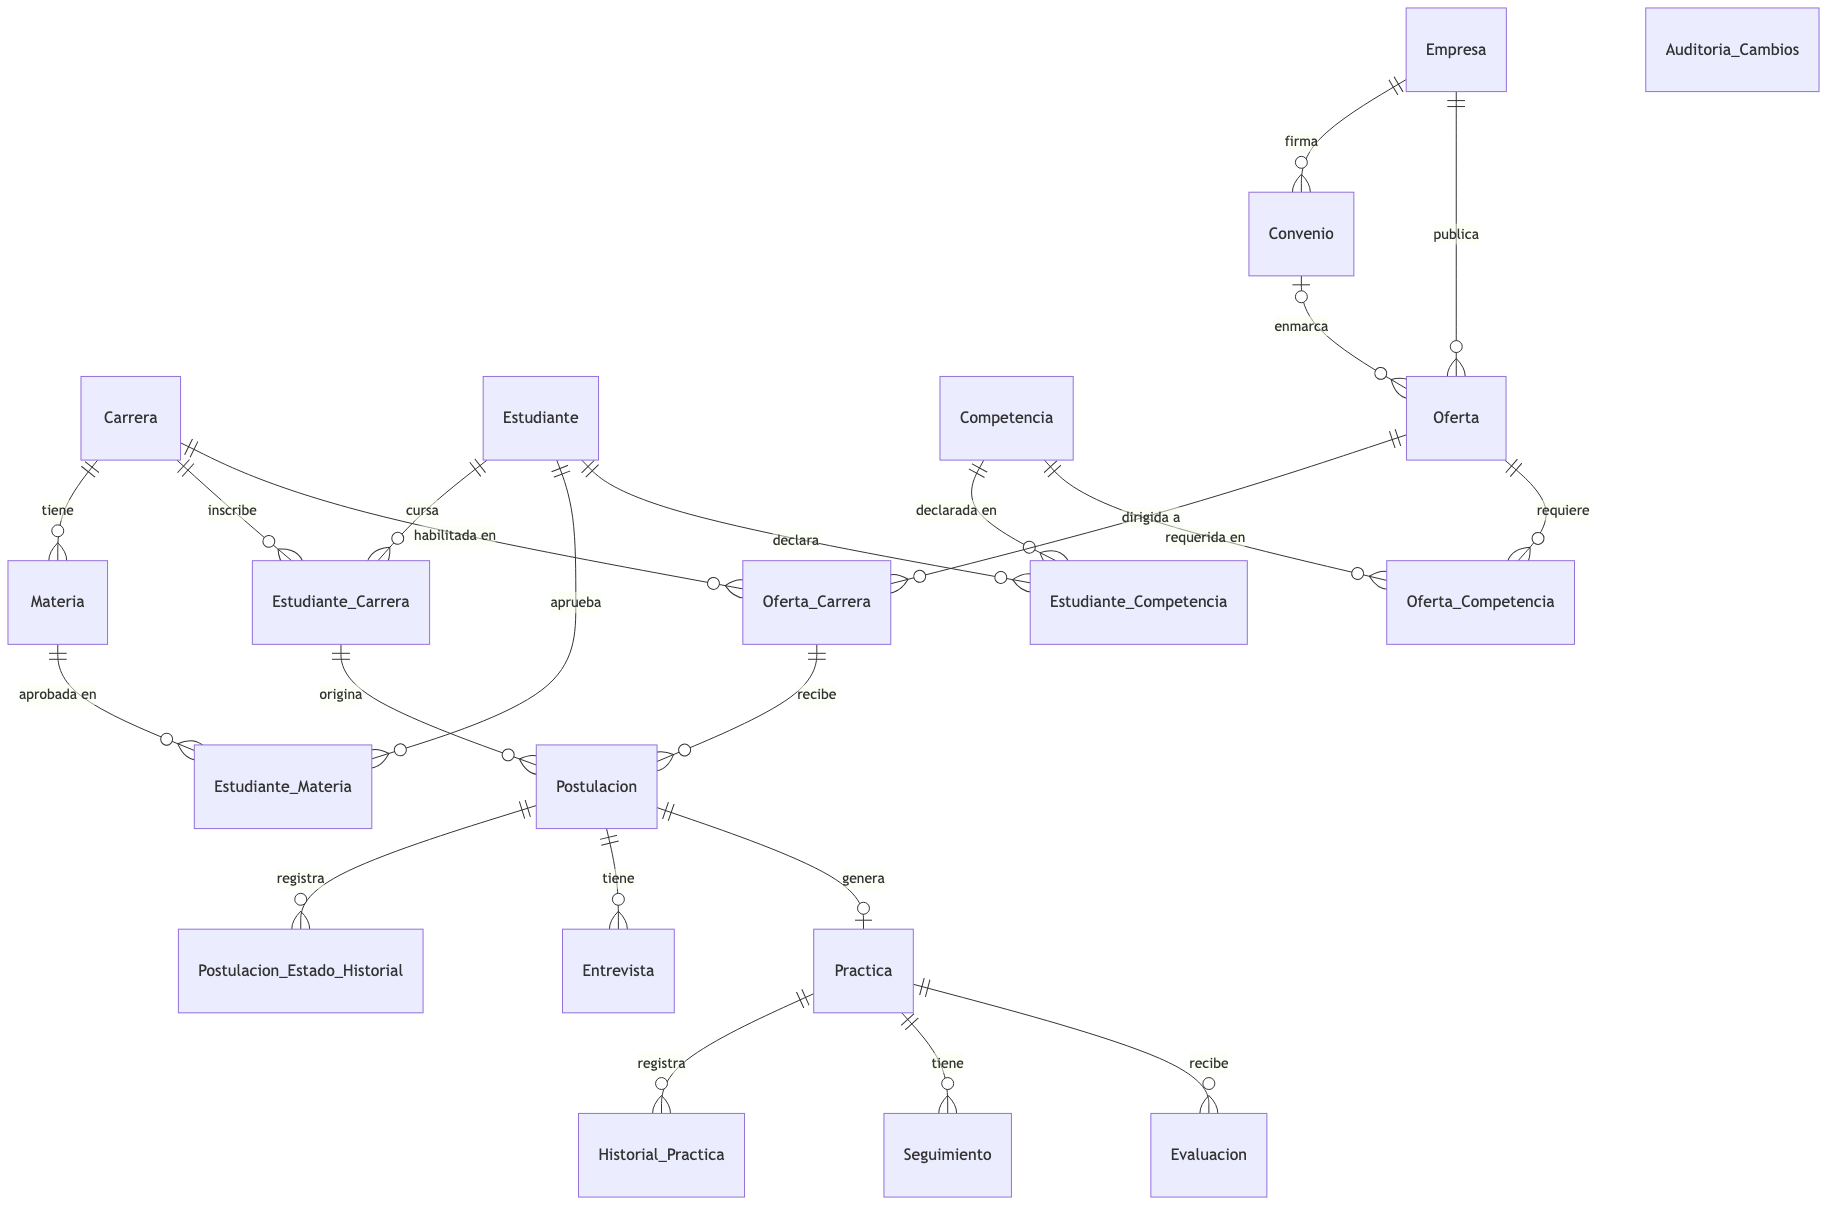 Empresa
Auditoria_Cambios
firma
Convenio
publica
enmarca
Carrera
Estudiante
Competencia
Oferta
tiene
inscribe
cursa
habilitada en
declara
declarada en
dirigida a
requerida en
requiere
Materia
Estudiante_Carrera
aprueba
Oferta_Carrera
Estudiante_Competencia
Oferta_Competencia
aprobada en
origina
recibe
Estudiante_Materia
Postulacion
registra
tiene
genera
Postulacion_Estado_Historial
Entrevista
Practica
registra
tiene
recibe
Historial_Practica
Seguimiento
Evaluacion